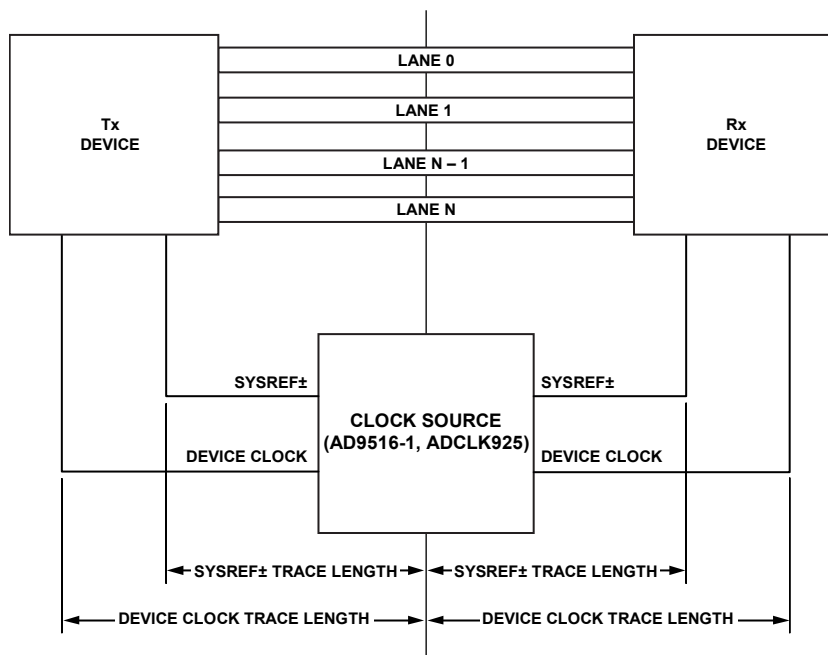 LANE 0
LANE 1
Tx
DEVICE
Rx
DEVICE
LANE N – 1
LANE N
SYSREF±
SYSREF±
CLOCK SOURCE
(AD9516-1, ADCLK925)
DEVICE CLOCK
DEVICE CLOCK
SYSREF± TRACE LENGTH
SYSREF± TRACE LENGTH
DEVICE CLOCK TRACE LENGTH
DEVICE CLOCK TRACE LENGTH